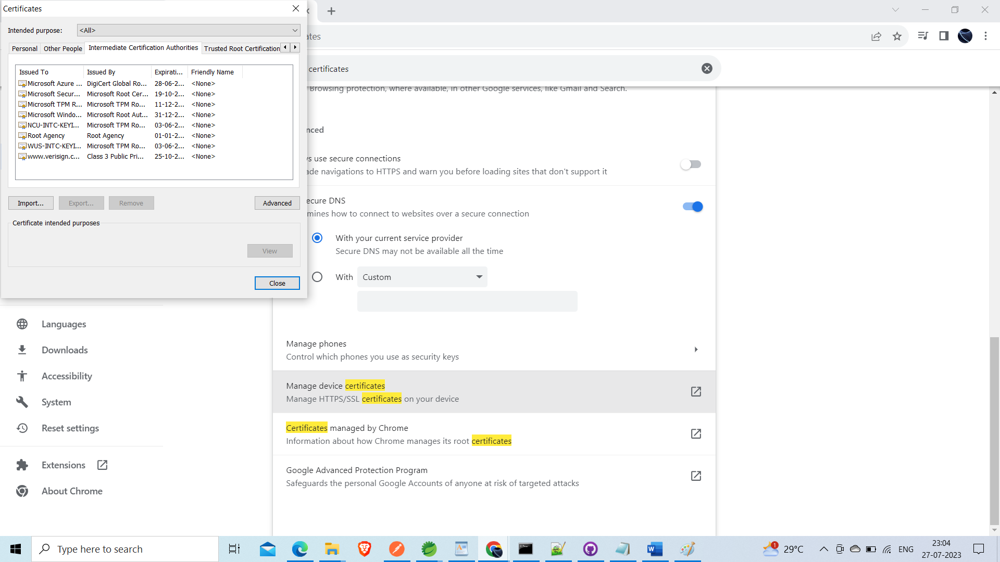 Certificates
Intended purpose:
<All>
Personal
Other People
Intermediate Certification Authorities
Trusted Root Certification
Issued To Issued By Expirati... Friendly Name
Microsoft Azure ... DigiCert Global Ro... 28-06-2... <None>
Microsoft Secur... Microsoft Root Cer... 19-10-2... <None>
Microsoft TPM R... Microsoft TPM Ro... 11-12-2... <None>
Microsoft Windo... Microsoft Root Aut... 31-12-2... <None>
NCU-INTC-KEYI... Microsoft TPM Ro... 03-06-2... <None>
Root Agency Root Agency 01-01-2... <None>
WUS-INTC-KEYI... Microsoft TPM Ro... 03-06-2... <None>
www.verisign.c... Class 3 Public Pri... 25-10-2... <None>
Import...
Export...
Remove
Advanced
Certificate intended purposes
View
Close
ates
certificates
Browsing protection, where available, in other Google services, like Gmail and Search.
nced
ys use secure connections
ade navigations to HTTPS and warn you before loading sites that don't support it
ecure DNS
mines how to connect to websites over a secure connection
With your current service provider
Secure DNS may not be available all the time
With
Custom
Manage phones
Control which phones you use as security keys
Manage device certificates
Manage HTTPS/SSL certificates on your device
Certificates managed by Chrome
Information about how Chrome manages its root certificates
Google Advanced Protection Program
Safeguards the personal Google Accounts of anyone at risk of targeted attacks
Languages
Downloads
Accessibility
System
Reset settings
Extensions
About Chrome
Type here to search
1
29°C
ENG
23:04
27-07-2023